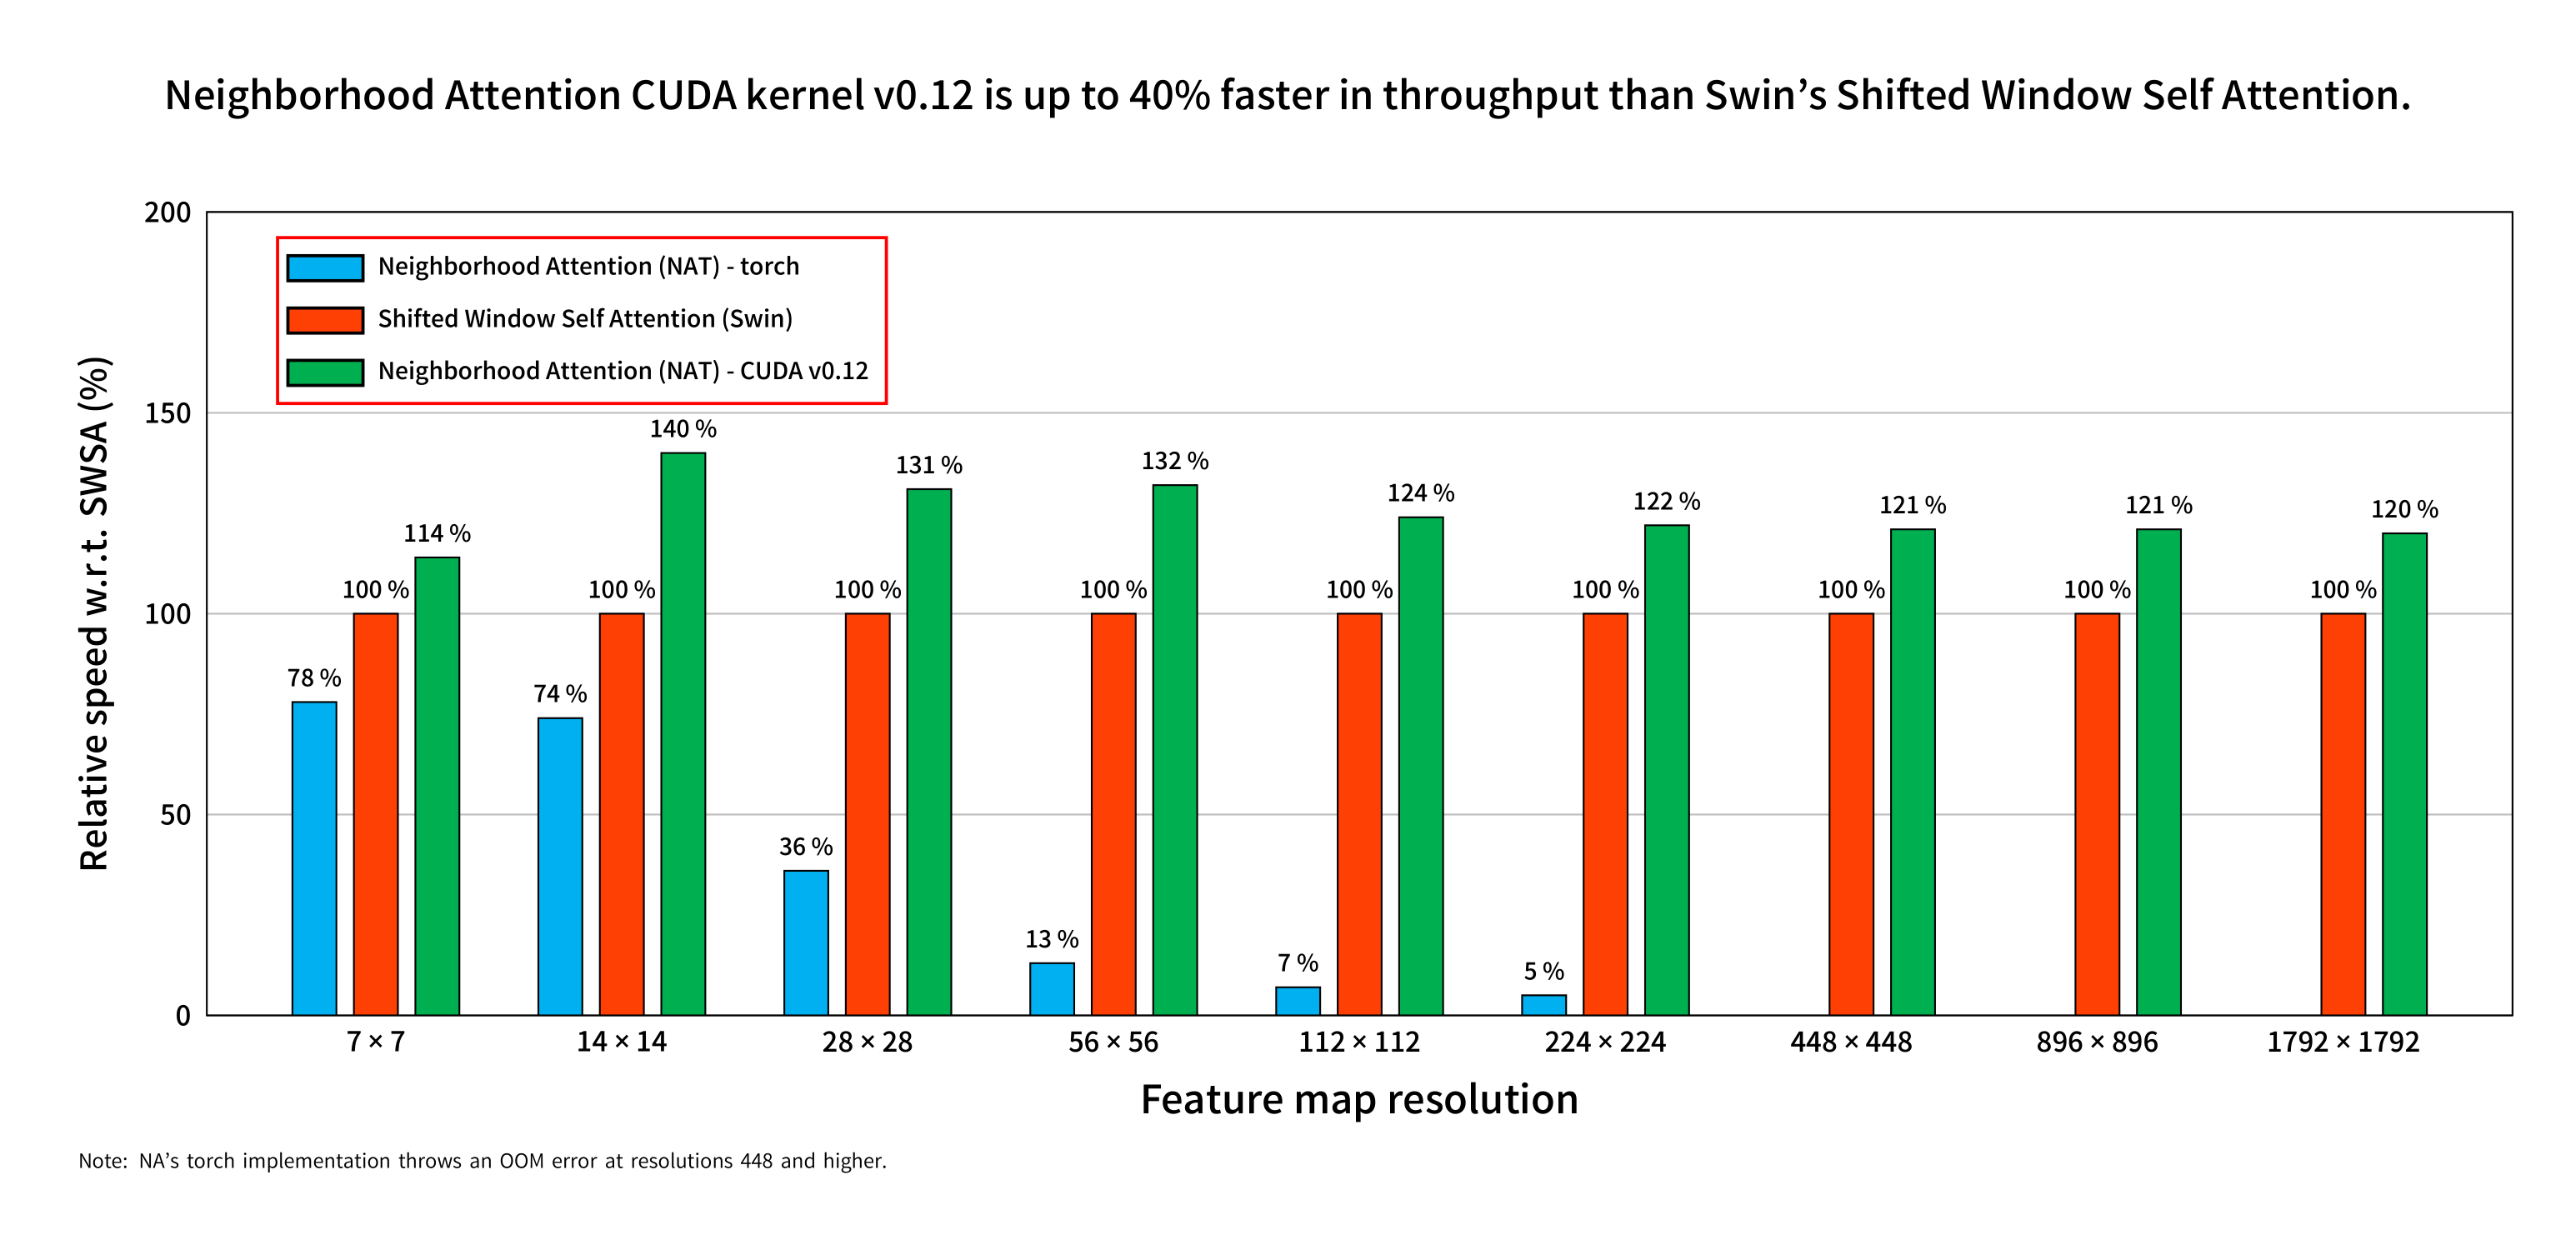 Neighborhood Attention CUDA kernel v0.12 is up to 40% faster in throughput than Swin’s Shifted Window Self Attention.
Relative speed w.r.t. SWSA (%)
200
150
100
50
0
Neighborhood Attention (NAT) - torch
Shifted Window Self Attention (Swin)
Neighborhood Attention (NAT) - CUDA v0.12
78 %
100 %
114 %
74 %
100 %
140 %
36 %
100 %
131 %
13 %
100 %
132 %
7 %
100 %
124 %
5 %
100 %
122 %
100 %
121 %
100 %
121 %
100 %
120 %
7 × 7
14 × 14
28 × 28
56 × 56
112 × 112
224 × 224
448 × 448
896 × 896
1792 × 1792
Feature map resolution
Note: NA’s torch implementation throws an OOM error at resolutions 448 and higher.